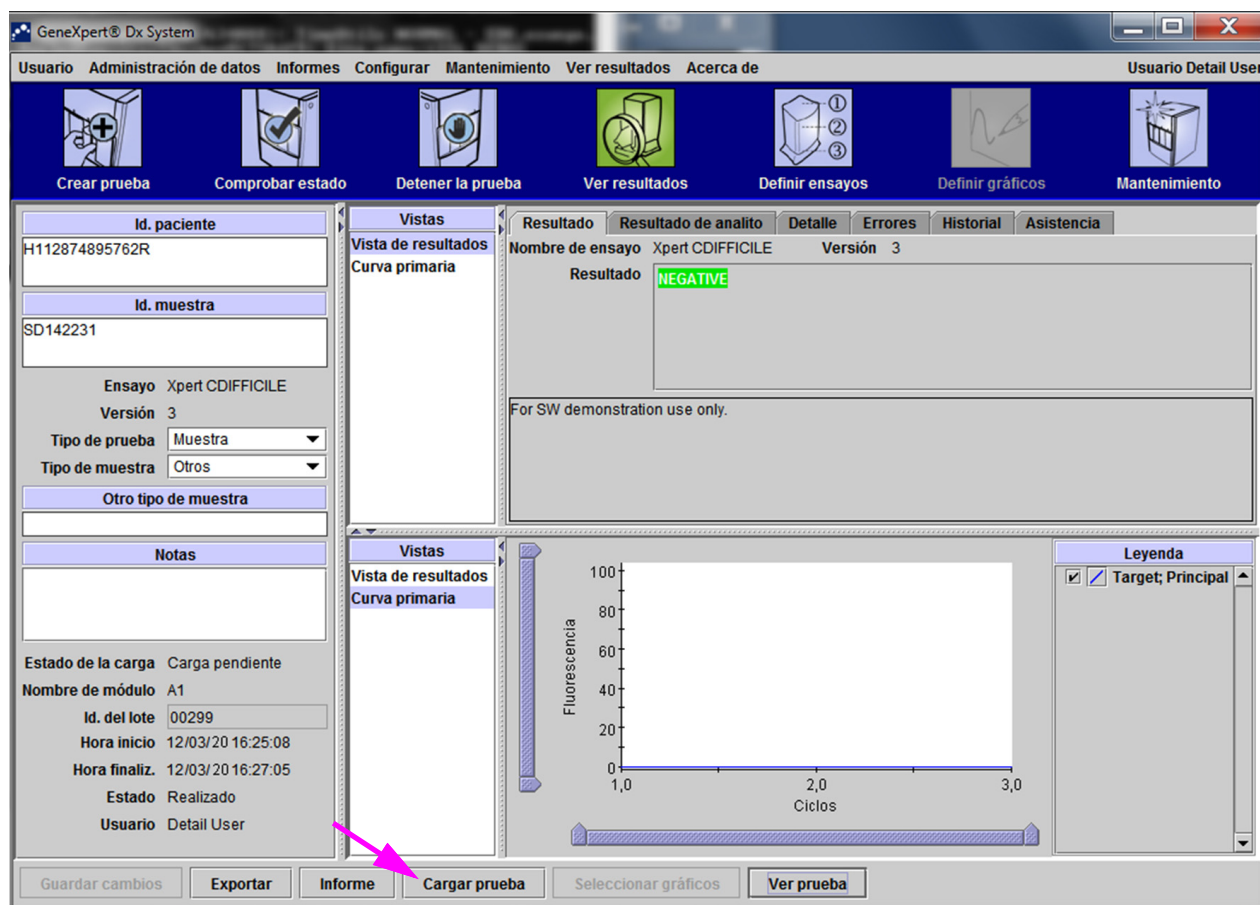 GeneXpert® Dx System
Usuario Administración de datos Informes Configurar Mantenimiento Ver resultados Acerca de Usuario Detail User
Crear prueba Comprobar estado Detener la prueba Ver resultados Definir ensayos Definir gráficos Mantenimiento
Id. paciente
H112874895762R
Id. muestra
SD142231
Ensayo Xpert CDIFFICILE
Versión 3
Tipo de prueba Muestra
Tipo de muestra Otros
Otro tipo de muestra
Notas
Estado de la carga Carga pendiente
Nombre de módulo A1
Id. del lote 00299
Hora inicio 12/03/20 16:25:08
Hora finaliz. 12/03/20 16:27:05
Estado Realizado
Usuario Detail User
Vistas
Vista de resultados
Curva primaria
Resultado Resultado de analito Detalle Errores Historial Asistencia
Nombre de ensayo Xpert CDIFFICILE Versión 3
Resultado NEGATIVE
For SW demonstration use only.
Vistas
Vista de resultados
Curva primaria
Fluorescencia
100
80
60
40
20
0
1,0 2,0 3,0
Ciclos
Leyenda
Target; Principal
Guardar cambios Exportar Informe Cargar prueba Seleccionar gráficos Ver prueba